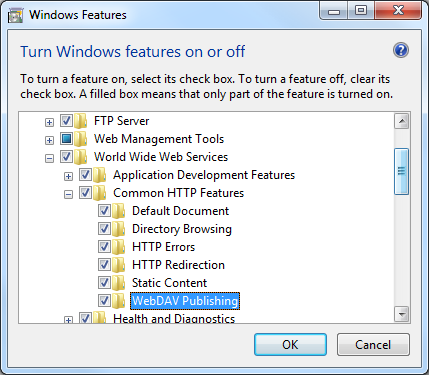 Windows Features
Turn Windows features on or off
To turn a feature on, select its check box. To turn a feature off, clear its
check box. A filled box means that only part of the feature is turned on.
FTP Server
Web Management Tools
World Wide Web Services
Application Development Features
Common HTTP Features
Default Document
Directory Browsing
HTTP Errors
HTTP Redirection
Static Content
WebDAV Publishing
Health and Diagnostics
OK
Cancel